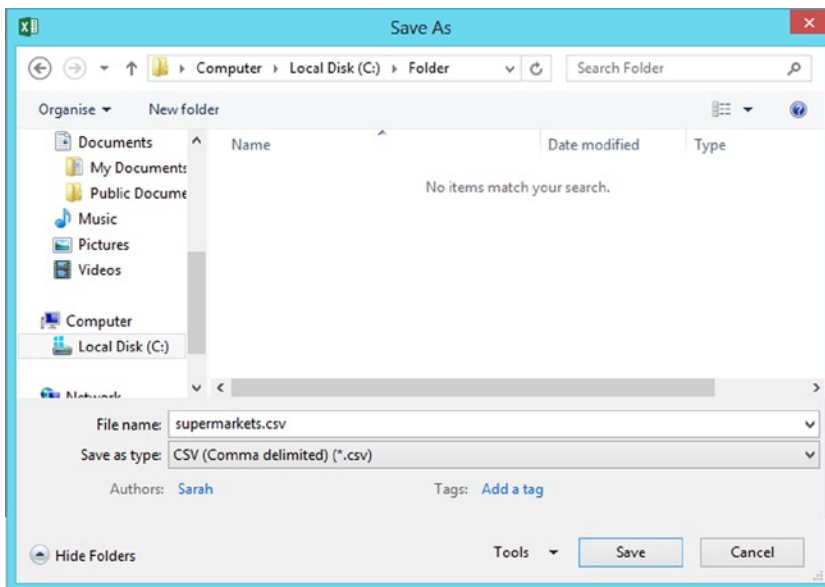 Save As
Computer Local Disk (C:) Folder Search Folder
Organise New folder
Name Date modified Type
No items match your search.
Documents
My Documents
Public Docume
Music
Pictures
Videos
Computer
Local Disk (C:)
Network
File name: supermarkets.csv
Save as type: CSV (Comma delimited) (*.csv)
Authors: Sarah Tags: Add a tag
Hide Folders Tools Save Cancel